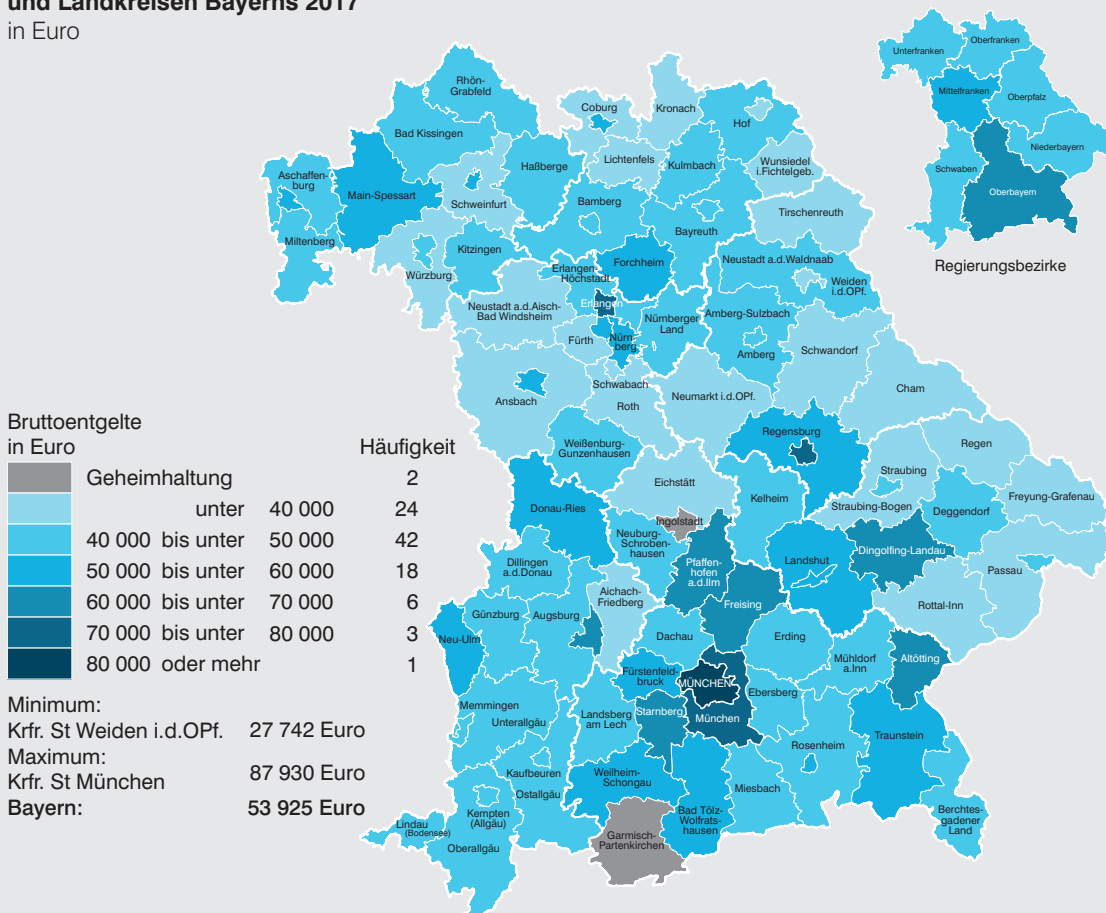 und Landkreisen Bayerns 2017
in Euro
Unterfranken
Oberfranken
Mittelfranken
Oberpfalz
Niederbayern
Schwaben
Oberbayern
Regierungsbezirke
Rhön-
Grabfeld
Coburg
Kronach
Hof
Bad Kissingen
Lichtenfels
Kulmbach
Wunsiedel
i.Fichtelgeb.
Haßberge
Aschaffen-
burg
Main-Spessart
Schweinfurt
Bamberg
Tirschenreuth
Bayreuth
Miltenberg
Kitzingen
Würzburg
Forchheim
Neustadt a.d.Waldnaab
Erlangen-
Höchstadt
Weiden
i.d.OPf.
Erlangen
Neustadt a.d.Aisch-
Bad Windsheim
Nürnberger
Land
Amberg-Sulzbach
Fürth
Nürn-
berg
Amberg
Schwandorf
Schwabach
Cham
Ansbach
Roth
Neumarkt i.d.OPf.
Weißenburg-
Gunzenhausen
Regensburg
Regen
Straubing
Eichstätt
Kelheim
Freyung-Grafenau
Straubing-Bogen
Deggendorf
Donau-Ries
Ingolstadt
Neuburg-
Schroben-
hausen
Landshut
Dingolfing-Landau
Dillingen
a.d.Donau
Pfaffen-
hofen
a.d.Ilm
Passau
Aichach-
Friedberg
Freising
Rottal-Inn
Günzburg
Augsburg
Neu-Ulm
Dachau
Erding
Mühldorf
a.Inn
Altötting
Fürstenfeld-
bruck
MÜNCHEN
Ebersberg
Memmingen
Landsberg
am Lech
Starnberg
München
Unterallgäu
Traunstein
Rosenheim
Kaufbeuren
Weilheim-
Schongau
Miesbach
Ostallgäu
Bad Tölz-
Wolfrats-
hausen
Berchtes-
gadener
Land
Kempten
(Allgäu)
Lindau
(Bodensee)
Garmisch-
Partenkirchen
Oberallgäu
Bruttoentgelte
in Euro Häufigkeit
Geheimhaltung 2
unter 40 000 24
40 000 bis unter 50 000 42
50 000 bis unter 60 000 18
60 000 bis unter 70 000 6
70 000 bis unter 80 000 3
80 000 oder mehr 1
Minimum:
Krfr. St Weiden i.d.OPf. 27 742 Euro
Maximum:
Krfr. St München 87 930 Euro
Bayern: 53 925 Euro